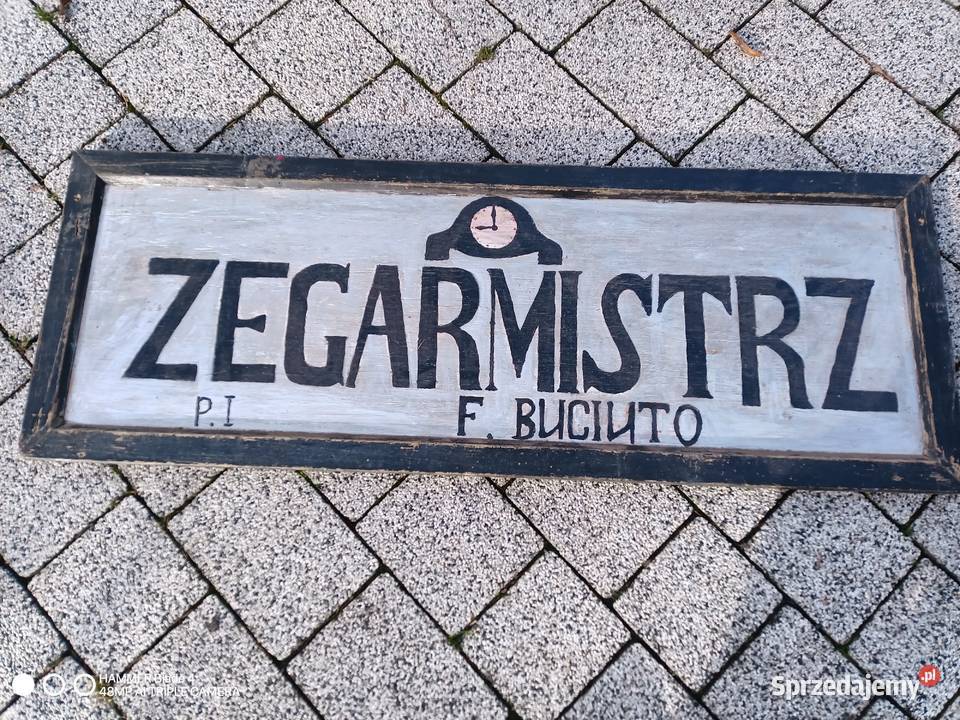 ZEGARMISTRZ
P.I F. BUCIUTO
HAMMER Blade 4
48MP AI TRIPLE CAMERA
Sprzedajemy.pl